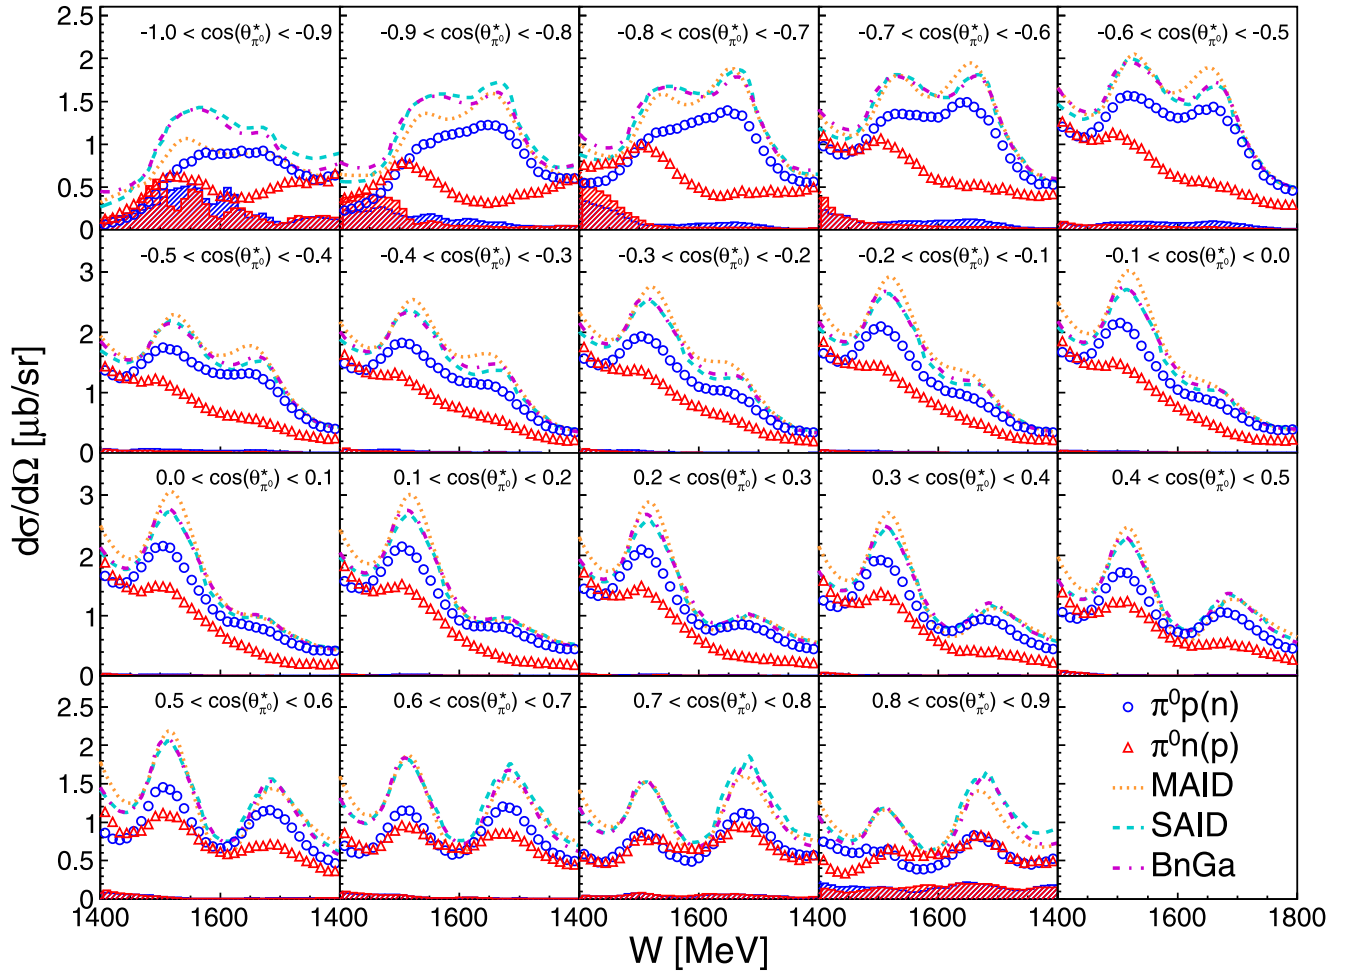 -1.0 < cos(θ*π⁰) < -0.9
-0.9 < cos(θ*π⁰) < -0.8
-0.8 < cos(θ*π⁰) < -0.7
-0.7 < cos(θ*π⁰) < -0.6
-0.6 < cos(θ*π⁰) < -0.5
2.5
2
1.5
1
0.5
0
-0.5 < cos(θ*π⁰) < -0.4
-0.4 < cos(θ*π⁰) < -0.3
-0.3 < cos(θ*π⁰) < -0.2
-0.2 < cos(θ*π⁰) < -0.1
-0.1 < cos(θ*π⁰) < 0.0
3
2
1
0
dσ/dΩ [μb/sr]
0.0 < cos(θ*π⁰) < 0.1
0.1 < cos(θ*π⁰) < 0.2
0.2 < cos(θ*π⁰) < 0.3
0.3 < cos(θ*π⁰) < 0.4
0.4 < cos(θ*π⁰) < 0.5
3
2
1
0
0.5 < cos(θ*π⁰) < 0.6
0.6 < cos(θ*π⁰) < 0.7
0.7 < cos(θ*π⁰) < 0.8
0.8 < cos(θ*π⁰) < 0.9
2.5
2
1.5
1
0.5
0
π⁰p(n)
π⁰n(p)
MAID
SAID
BnGa
1400 1600 1400 1600 1400 1600 1400 1600 1400 1600 1800
W [MeV]